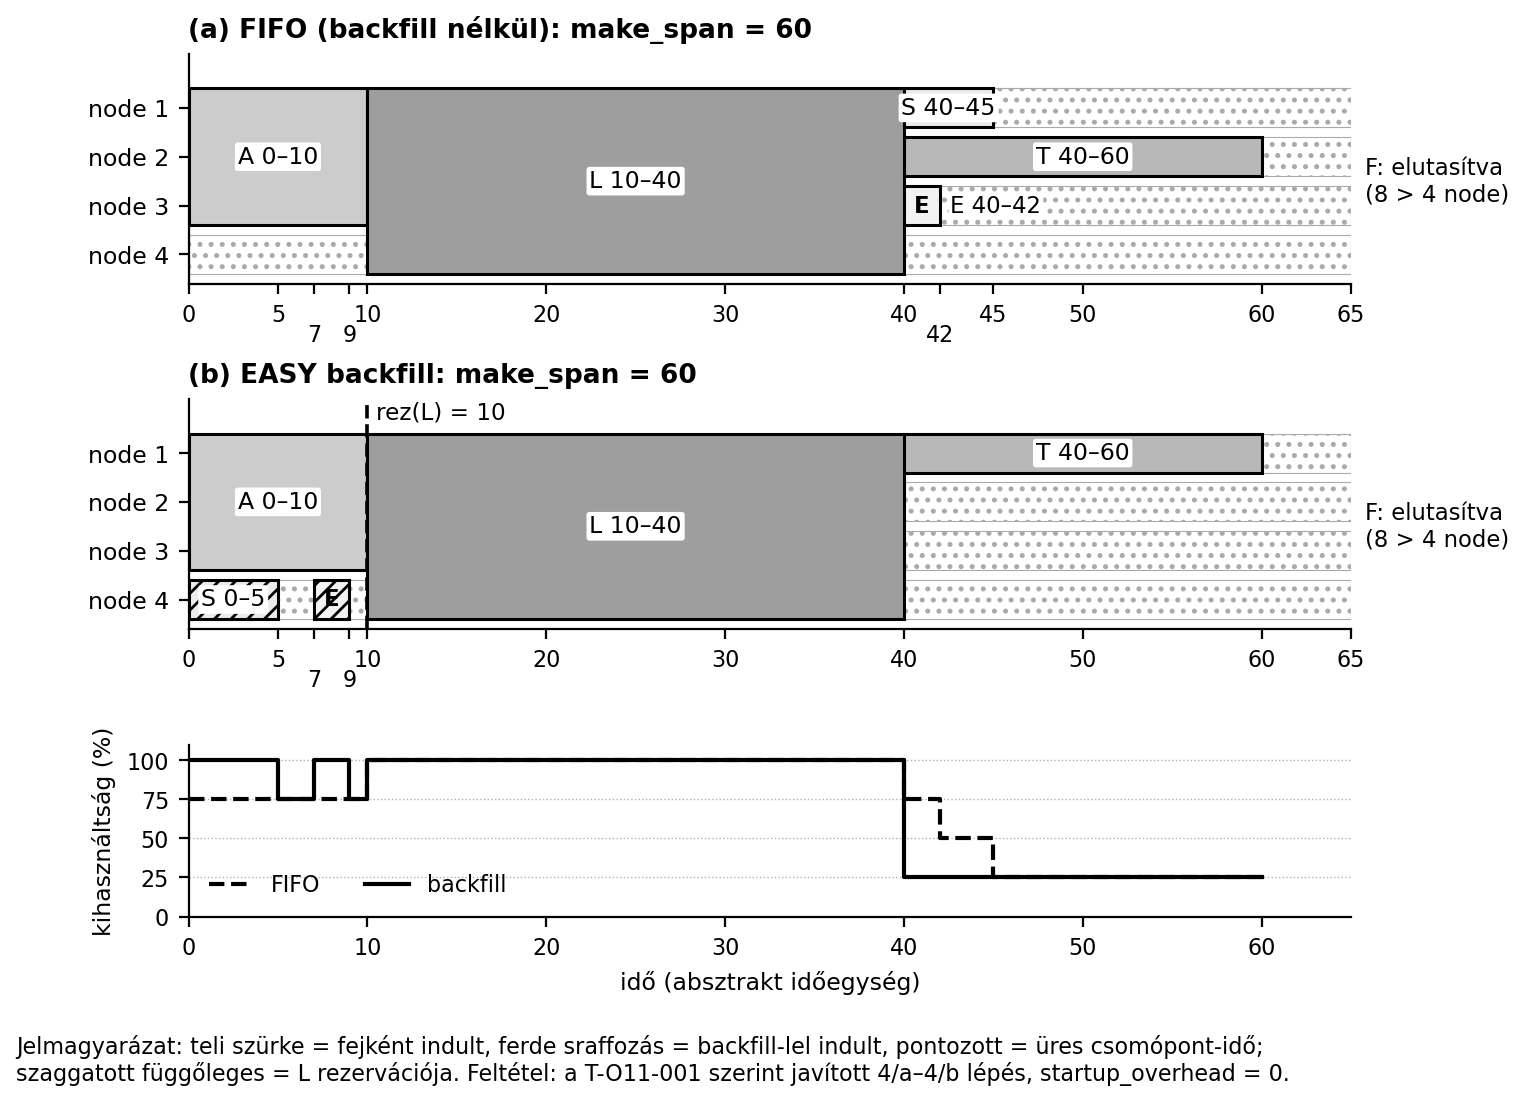 (a) FIFO (backfill nélkül): make_span = 60
node 1
node 2
node 3
node 4
A 0–10
L 10–40
S 40–45
T 40–60
E
E 40–42
F: elutasítva
(8 > 4 node)
0 5 10 20 30 40 45 50 60 65
7 9 42
(b) EASY backfill: make_span = 60
rez(L) = 10
node 1
node 2
node 3
node 4
A 0–10
L 10–40
T 40–60
S 0–5
E
F: elutasítva
(8 > 4 node)
0 5 10 20 30 40 50 60 65
7 9
kihasználtság (%)
100
75
50
25
0
FIFO
backfill
0 10 20 30 40 50 60
idő (absztrakt időegység)
Jelmagyarázat: teli szürke = fejként indult, ferde sraffozás = backfill-lel indult, pontozott = üres csomópont-idő;
szaggatott függőleges = L rezervációja. Feltétel: a T-O11-001 szerint javított 4/a–4/b lépés, startup_overhead = 0.